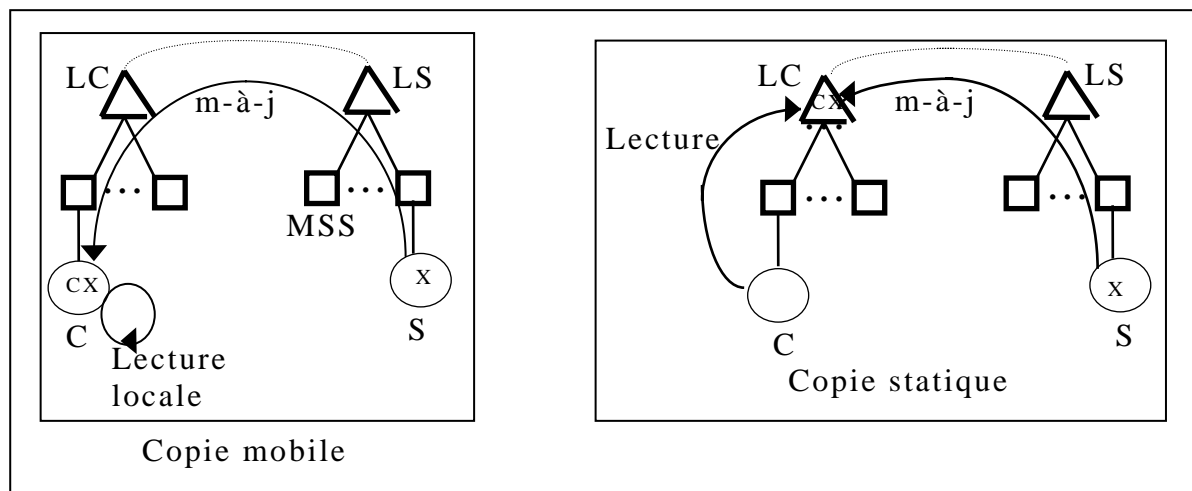 LC
LS
m-à-j
...
...
MSS
CX
X
C
S
Lecture
locale
Copie mobile
LC
LS
CX
m-à-j
Lecture
...
...
X
C
S
Copie statique